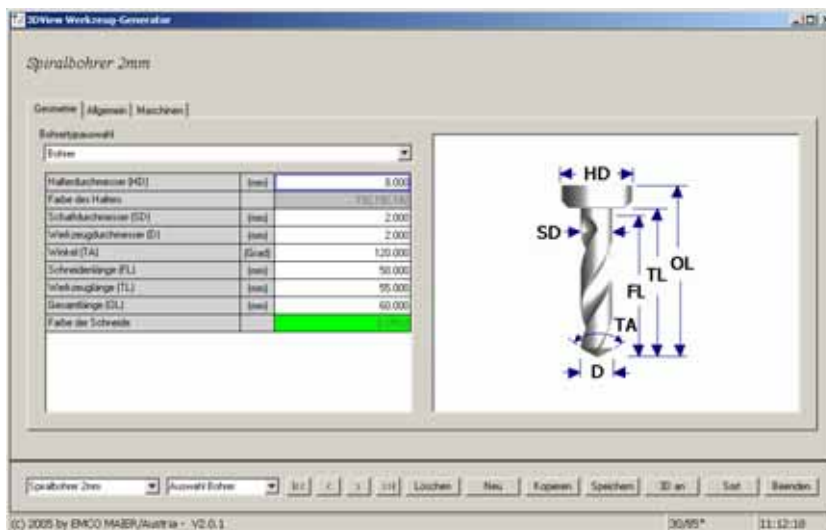 3DView Werkzeug-Generator
Spiralbohrer 2mm
Geometrie Allgemein Maschinen
Bohrertypauswahl
Bohrer
Halterdurchmesser (HD) [mm] 8.000
Farbe des Halters
Schaftdurchmesser (SD) [mm] 2.000
Werkzeugdurchmesser (D) [mm] 2.000
Winkel (TA) [Grad] 120.000
Schneidenlänge (FL) [mm] 50.000
Werkzeuglänge (TL) [mm] 55.000
Gesamtlänge (OL) [mm] 60.000
Farbe der Schneide
HD
SD
OL
TL
FL
TA
D
Spiralbohrer 2mm Auswahl Bohrer |<< < > >>| Löschen Neu Kopieren Speichern 3D an Sort Beenden
(c) 2005 by EMCO MAIER/Austria - V2.0.1 30/85* 11:12:18